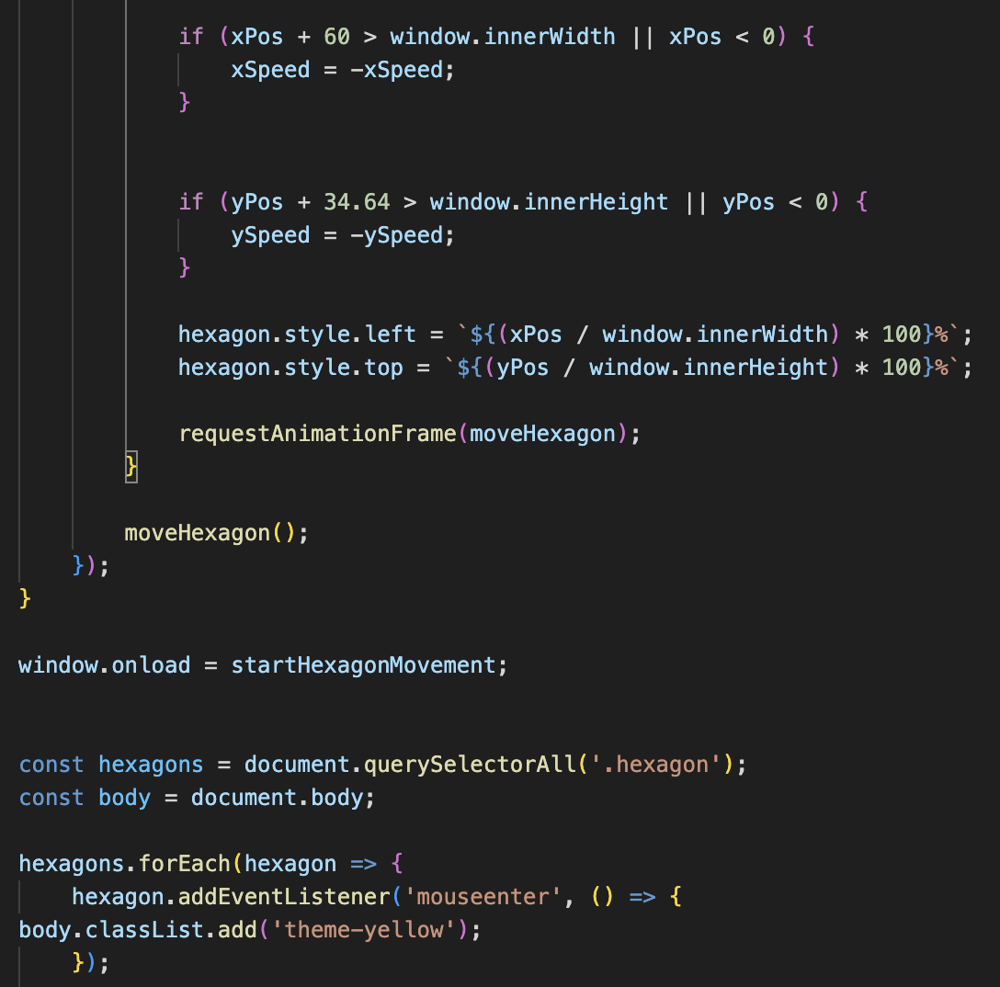 if (xPos + 60 > window.innerWidth || xPos < 0) {
xSpeed = -xSpeed;
}
if (yPos + 34.64 > window.innerHeight || yPos < 0) {
ySpeed = -ySpeed;
}
hexagon.style.left = `${(xPos / window.innerWidth) * 100}%`;
hexagon.style.top = `${(yPos / window.innerHeight) * 100}%`;
requestAnimationFrame(moveHexagon);
}
moveHexagon();
});
}
window.onload = startHexagonMovement;
const hexagons = document.querySelectorAll('.hexagon');
const body = document.body;
hexagons.forEach(hexagon => {
hexagon.addEventListener('mouseenter', () => {
body.classList.add('theme-yellow');
});